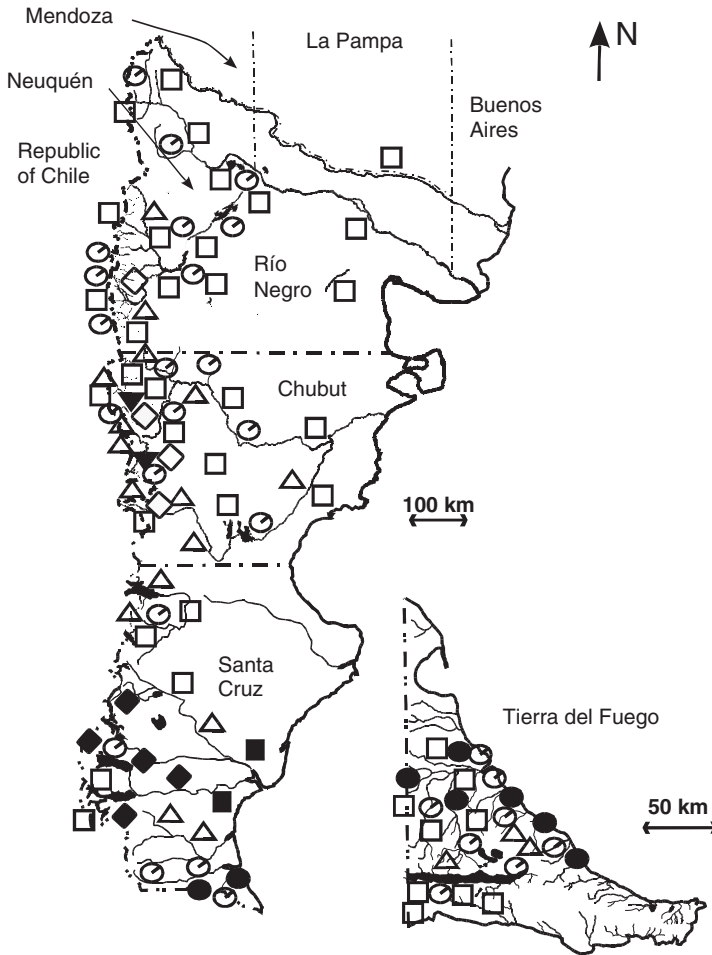 Mendoza
La Pampa
N
Neuquén
Buenos
Aires
Republic
of Chile
Río
Negro
Chubut
100 km
Santa
Cruz
Tierra del Fuego
50 km